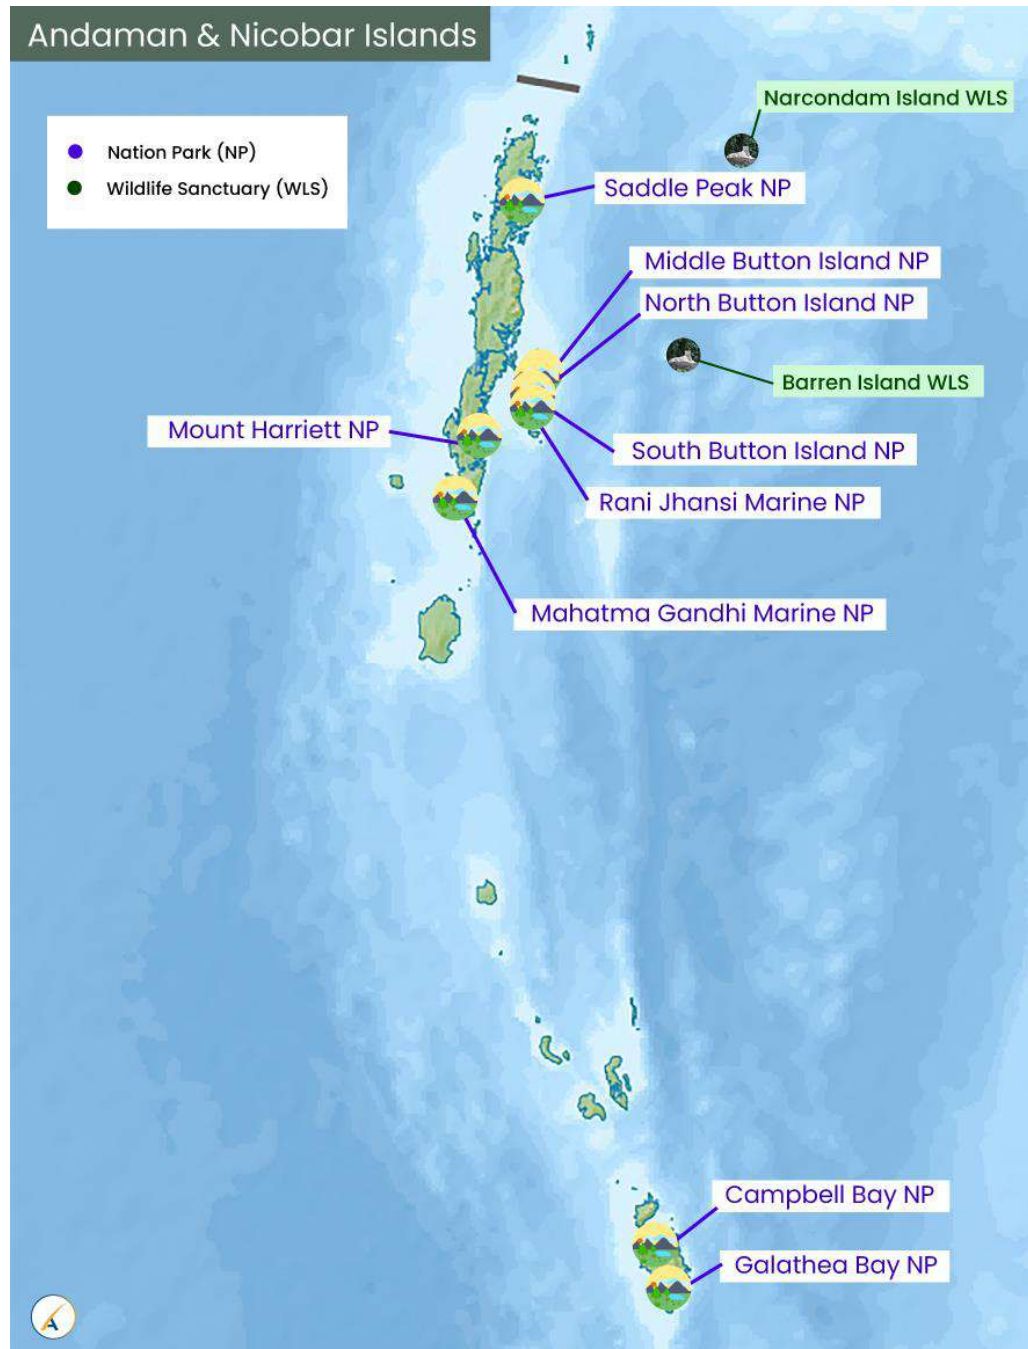 Andaman & Nicobar Islands
Narcondam Island WLS
Nation Park (NP)
Wildlife Sanctuary (WLS)
Saddle Peak NP
Middle Button Island NP
North Button Island NP
Barren Island WLS
Mount Harriett NP
South Button Island NP
Rani Jhansi Marine NP
Mahatma Gandhi Marine NP
Campbell Bay NP
Galathea Bay NP
A